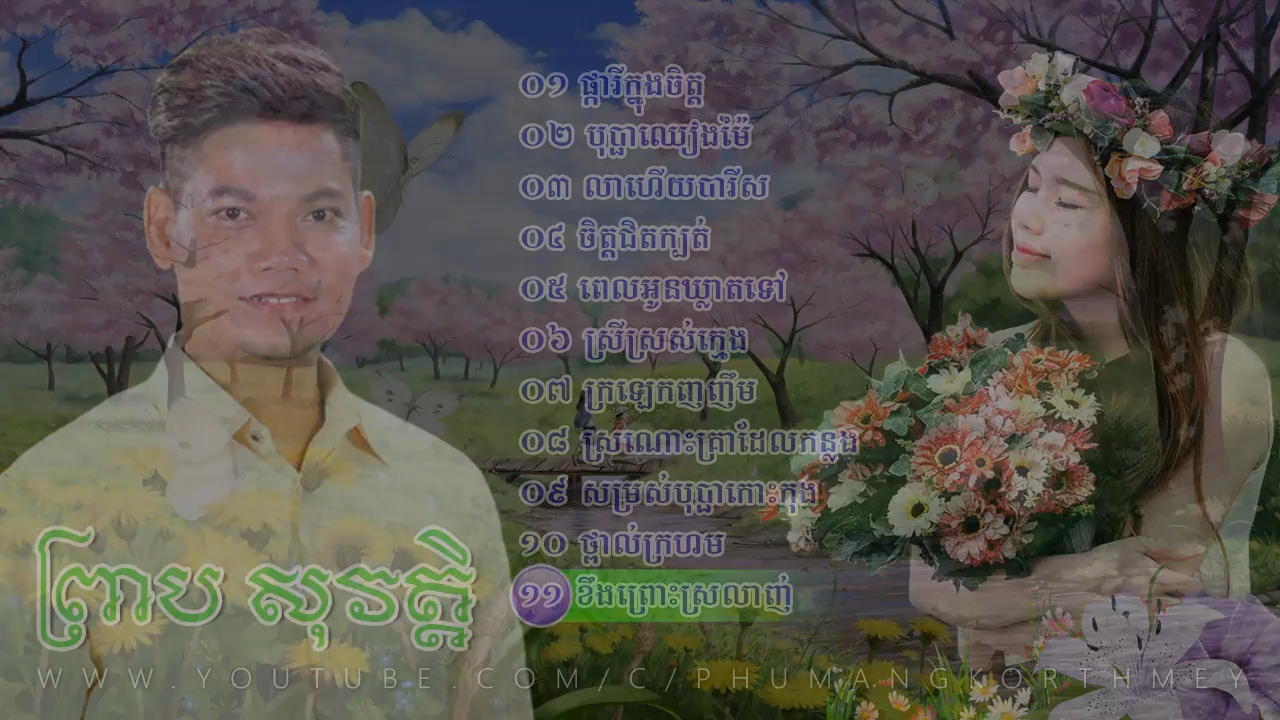 ០១ ផ្ការីក្នុងចិត្ត
០២ បុប្ផាឈៀងម៉ៃ
០៣ លាហើយបារីស
០៤ ចិត្តជិតក្បត់
០៥ ពេលអូនឃ្លាតទៅ
០៦ ស្រីស្រស់ក្មេង
០៧ ក្រឡេកញញឹម
០៨ ស្រណោះគ្រាដែលកន្លង
០៩ សម្រស់បុប្ផាកោះកុង
១០ ថ្ពាល់ក្រហម
១១ ខឹងព្រោះស្រលាញ់
ព្រាប សុវត្ថិ
WWW.YOUTUBE.COM/C/PHUMANGKORTHMEY